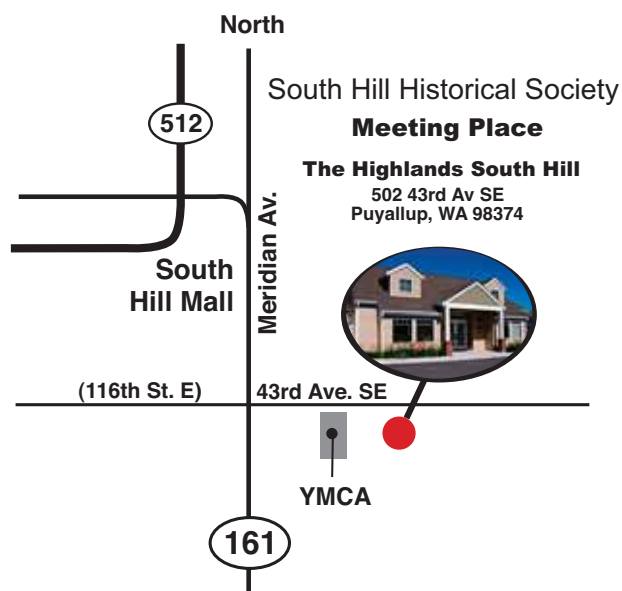 North
512
South Hill Historical Society
Meeting Place
The Highlands South Hill
502 43rd Av SE
Puyallup, WA 98374
Meridian Av.
South
Hill Mall
(116th St. E)
43rd Ave. SE
YMCA
161